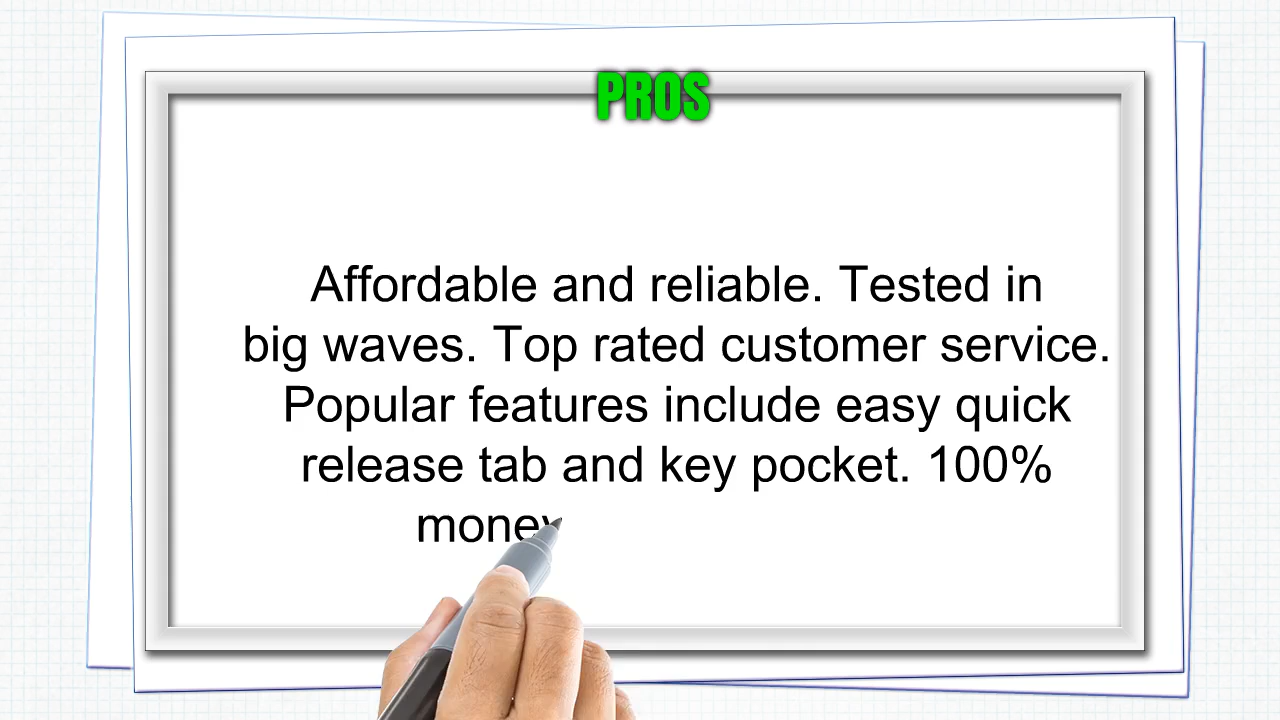 PROS
Affordable and reliable. Tested in
big waves. Top rated customer service.
Popular features include easy quick
release tab and key pocket. 100%
money